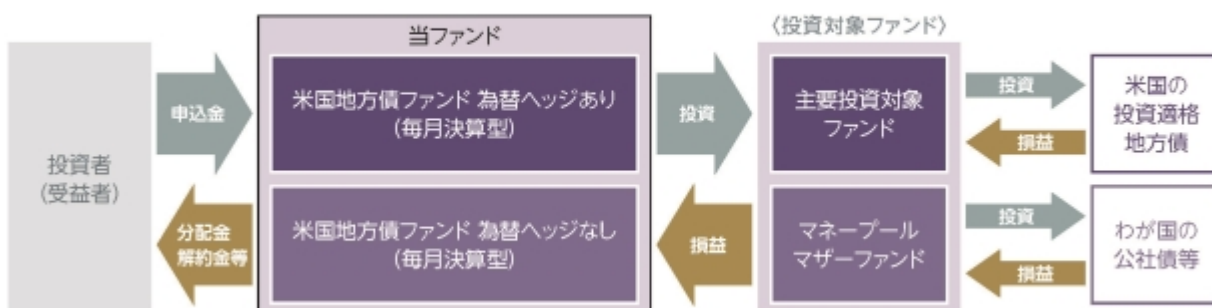 投資者
(受益者)
申込金
分配金
解約金等
当ファンド
米国地方債ファンド 為替ヘッジあり
(毎月決算型)
米国地方債ファンド 為替ヘッジなし
(毎月決算型)
投資
損益
〈投資対象ファンド〉
主要投資対象
ファンド
マネープール
マザーファンド
投資
損益
投資
損益
米国の
投資適格
地方債
わが国の
公社債等